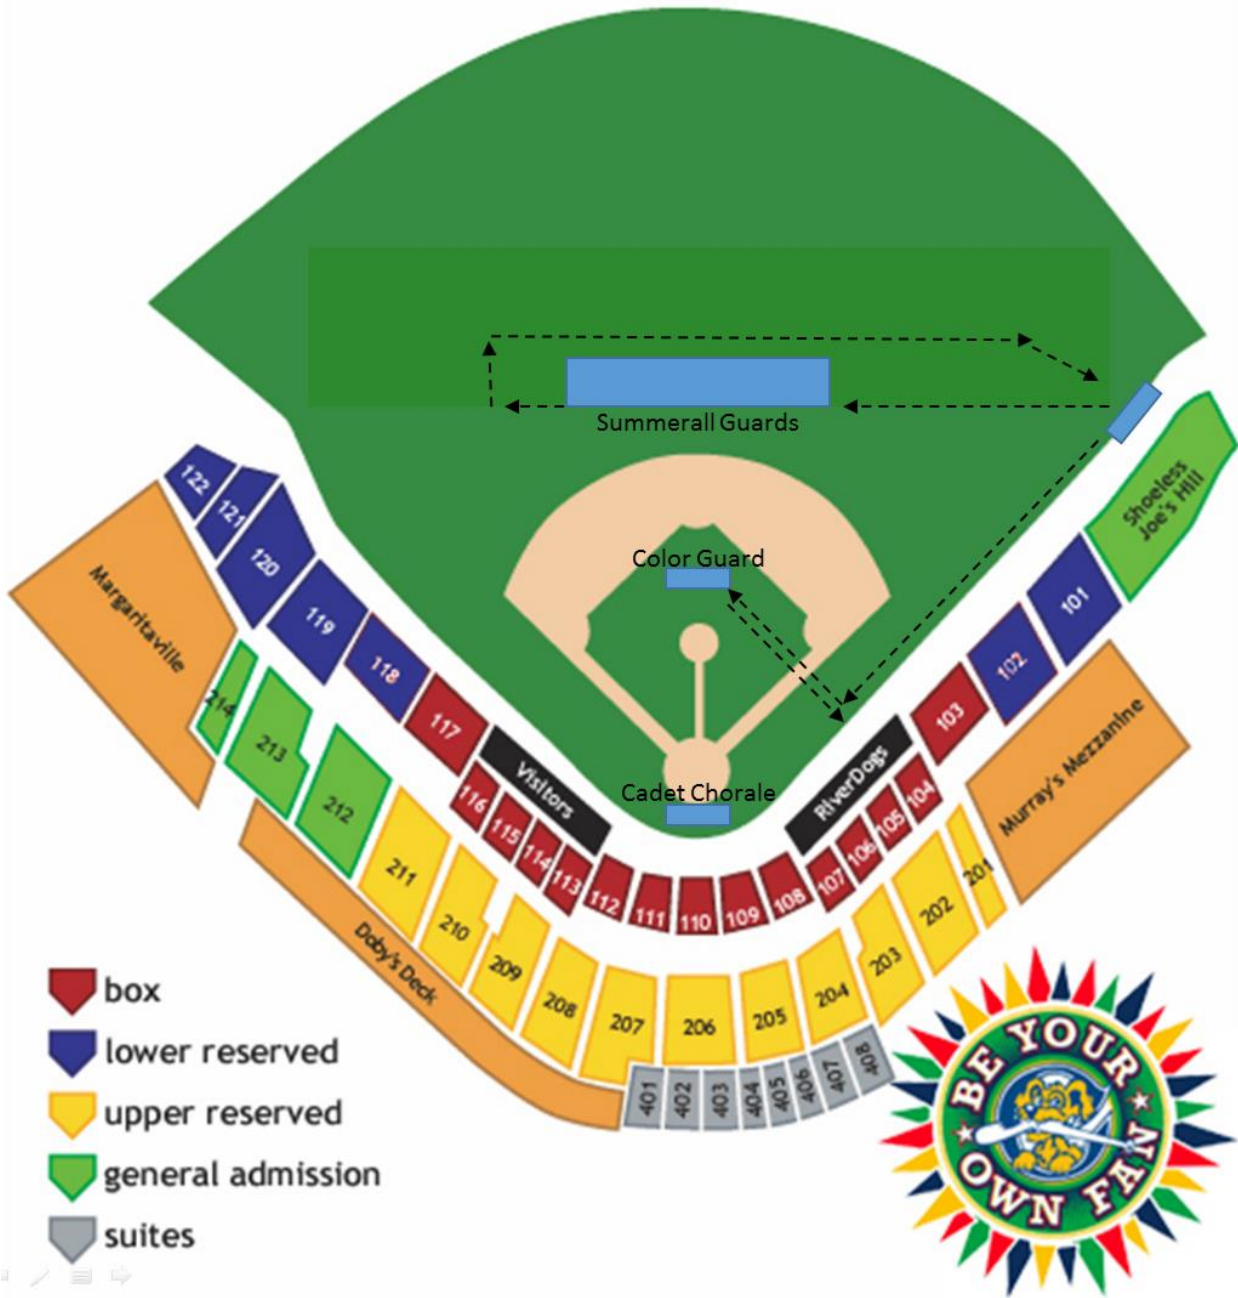 Summerall Guards
Color Guard
Cadet Chorale
Shoeless
Joe's Hill
Margaritaville
Murray's Mezzanine
Doby's Deck
Visitors
RiverDogs
122
121
120
119
118
117
116
115
114
113
112
111
110
109
108
107
106
105
104
103
102
101
214
213
212
211
210
209
208
207
206
205
204
203
202
201
401
402
403
404
405
406
407
408
box
lower reserved
upper reserved
general admission
suites
BE YOUR
OWN FAN